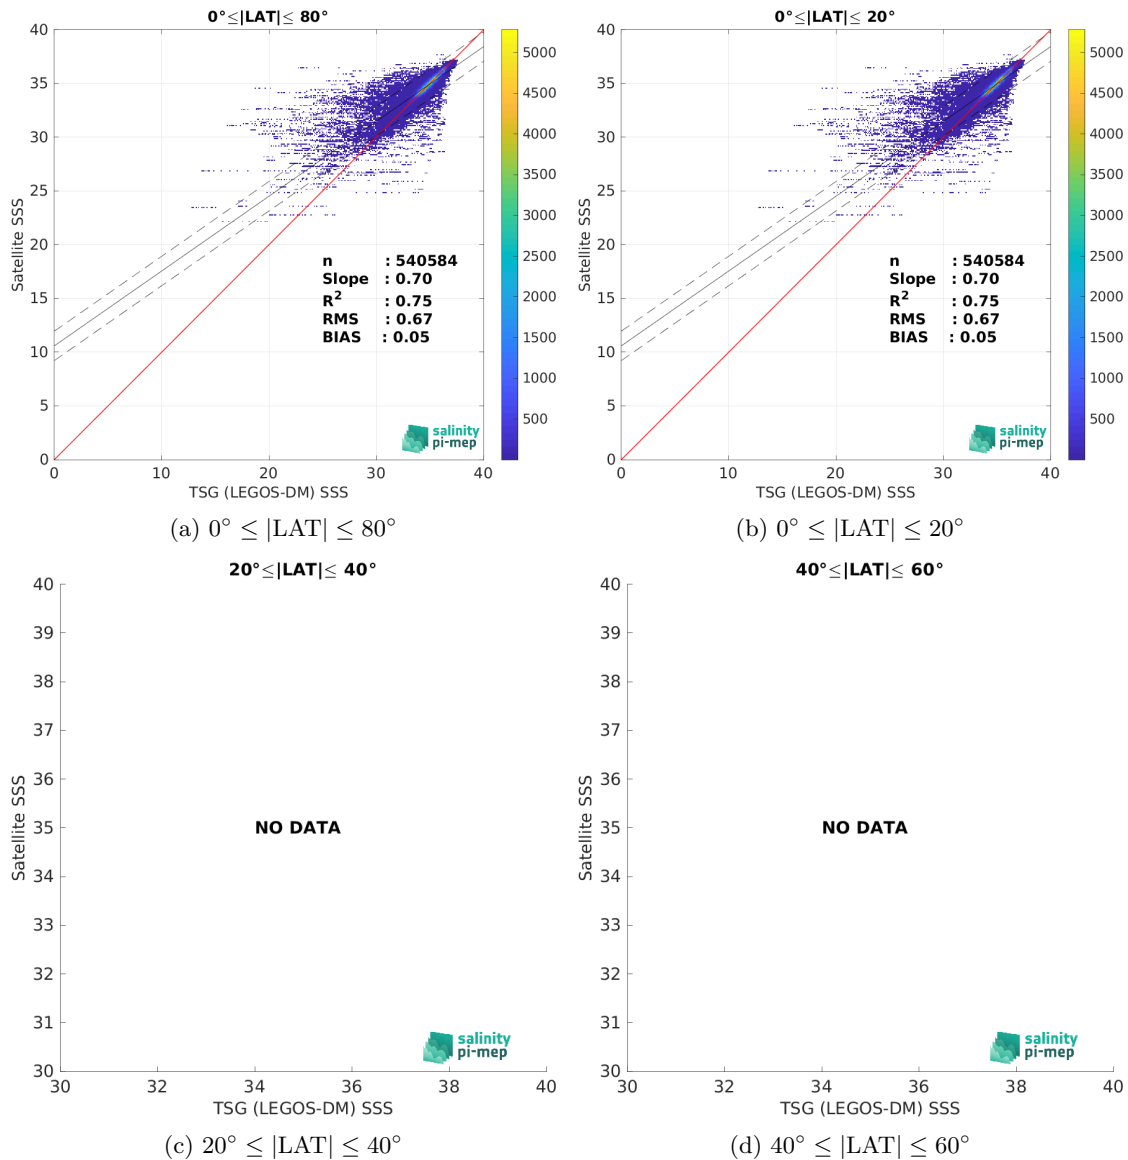 0°≤|LAT|≤ 80°
40
35
30
25
20
15
10
5
0
Satellite SSS
n : 540584
Slope : 0.70
R² : 0.75
RMS : 0.67
BIAS : 0.05
salinity
pi-mep
0 10 20 30 40
TSG (LEGOS-DM) SSS
5000
4500
4000
3500
3000
2500
2000
1500
1000
500
(a) 0° ≤ |LAT| ≤ 80°
0°≤|LAT|≤ 20°
40
35
30
25
20
15
10
5
0
Satellite SSS
n : 540584
Slope : 0.70
R² : 0.75
RMS : 0.67
BIAS : 0.05
salinity
pi-mep
0 10 20 30 40
TSG (LEGOS-DM) SSS
5000
4500
4000
3500
3000
2500
2000
1500
1000
500
(b) 0° ≤ |LAT| ≤ 20°
20°≤|LAT|≤ 40°
40
39
38
37
36
35
34
33
32
31
30
Satellite SSS
NO DATA
salinity
pi-mep
30 32 34 36 38 40
TSG (LEGOS-DM) SSS
(c) 20° ≤ |LAT| ≤ 40°
40°≤|LAT|≤ 60°
40
39
38
37
36
35
34
33
32
31
30
Satellite SSS
NO DATA
salinity
pi-mep
30 32 34 36 38 40
TSG (LEGOS-DM) SSS
(d) 40° ≤ |LAT| ≤ 60°